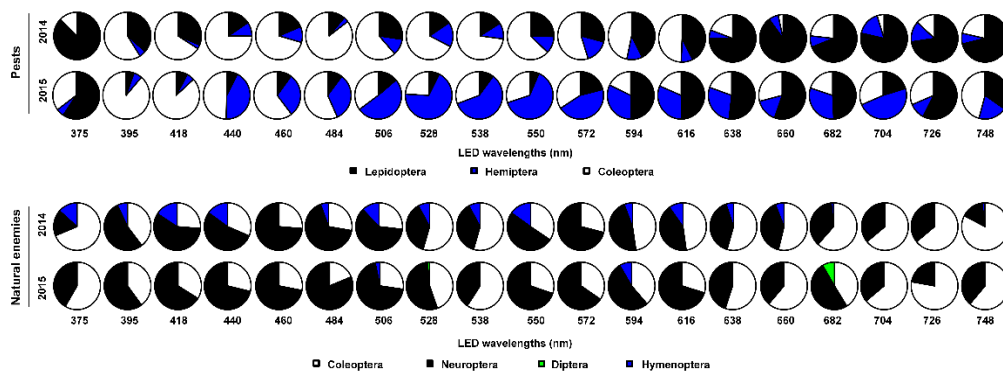 Pests
2014
2015
375 395 418 440 460 484 506 528 538 550 572 594 616 638 660 682 704 726 748
LED wavelengths (nm)
Lepidoptera Hemiptera Coleoptera
Natural enemies
2014
2015
375 395 418 440 460 484 506 528 538 550 572 594 616 638 660 682 704 726 748
LED wavelengths (nm)
Coleoptera Neuroptera Diptera Hymenoptera